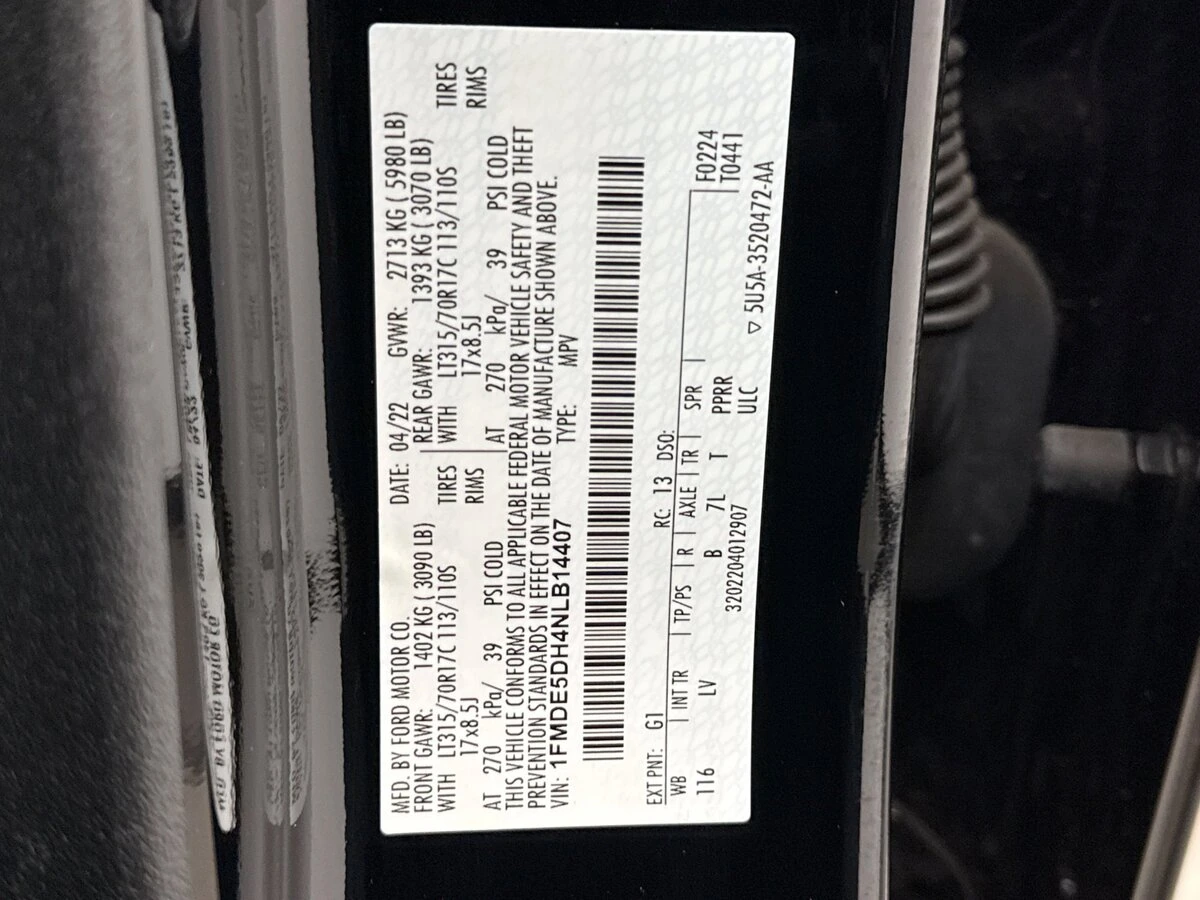 MFD. BY FORD MOTOR CO. DATE: 04/22 GVWR: 2713 KG ( 5980 LB)
FRONT GAWR: 1402 KG ( 3090 LB) REAR GAWR: 1393 KG ( 3070 LB)
WITH LT315/70R17C 113/110S TIRES WITH LT315/70R17C 113/110S TIRES
17x8.5J RIMS 17x8.5J RIMS
AT 270 kPa/ 39 PSI COLD AT 270 kPa/ 39 PSI COLD
THIS VEHICLE CONFORMS TO ALL APPLICABLE FEDERAL MOTOR VEHICLE SAFETY AND THEFT
PREVENTION STANDARDS IN EFFECT ON THE DATE OF MANUFACTURE SHOWN ABOVE.
VIN: 1FMDE5DH4NLB14407 TYPE: MPV
EXT PNT: G1 RC: 13 DSO: F0224
WB INT TR TP/PS R AXLE TR SPR T0441
116 LV B 7L T PPRR
3202204012907 ULC ▽ 5U5A-3520472-AA